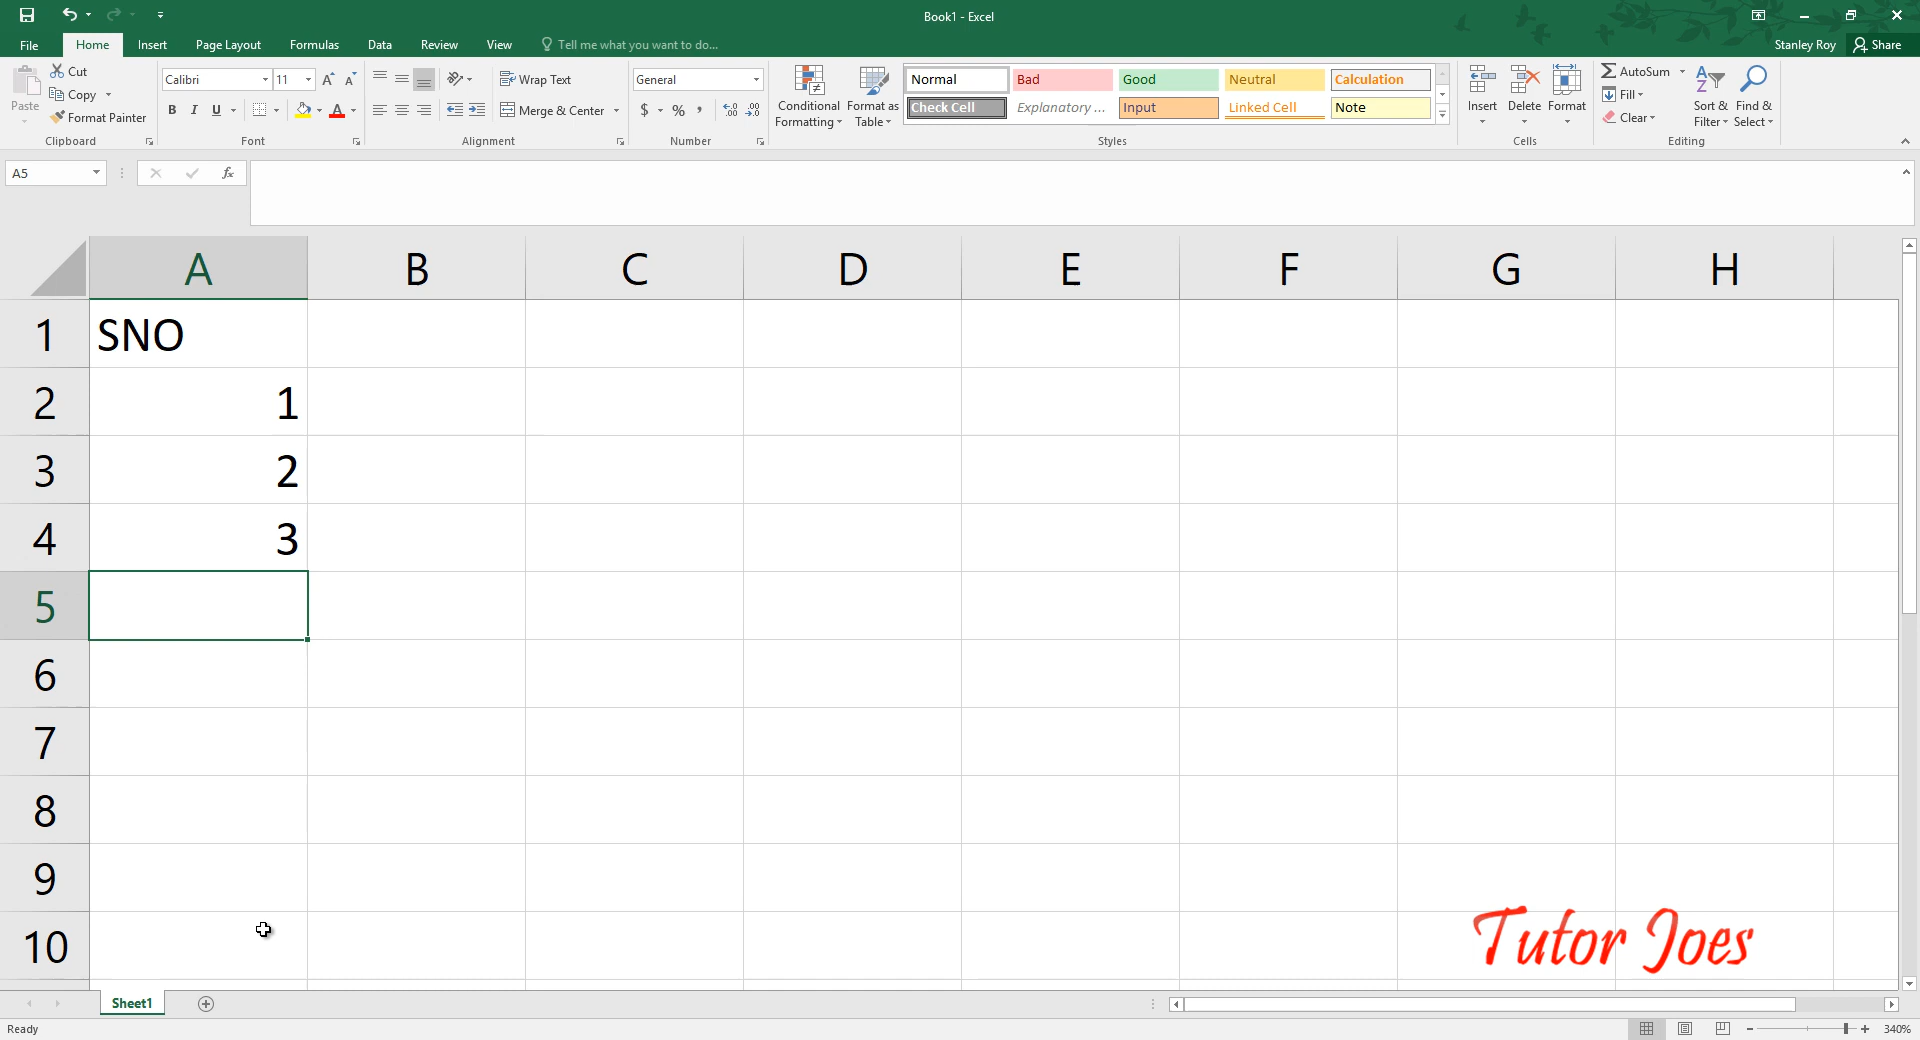 Book1 - Excel
File Home Insert Page Layout Formulas Data Review View Tell me what you want to do... Stanley Roy Share
Paste
Cut
Copy
Format Painter
Clipboard
Calibri 11
A A
B I U A
Font
Wrap Text
Merge & Center
Alignment
General
$ % ,
Number
Conditional Formatting
Format as Table
Normal Bad Good Neutral Calculation
Check Cell Explanatory ... Input Linked Cell Note
Styles
Insert Delete Format
Cells
AutoSum
Fill
Clear
Sort & Filter
Find & Select
Editing
A5 fx
A B C D E F G H
1 SNO
2 1
3 2
4 3
5
6
7
8
9
10
Tutor Joes
Sheet1
Ready 340%